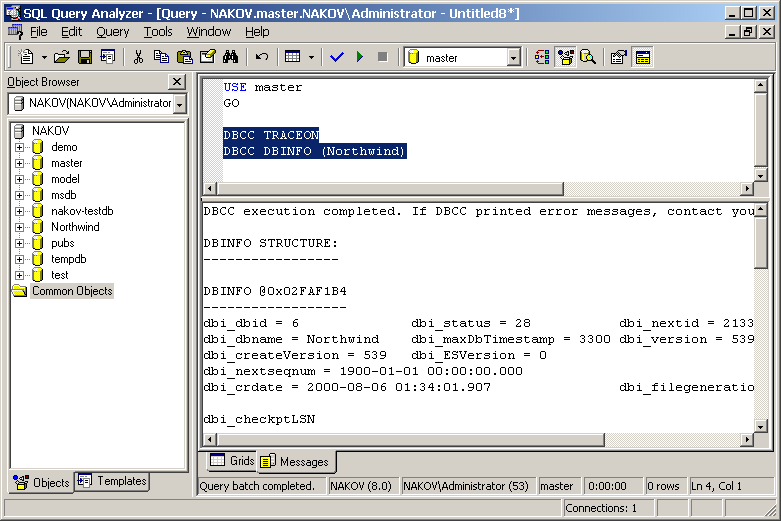 SQL Query Analyzer - [Query - NAKOV.master.NAKOV\Administrator - Untitled8*]
File Edit Query Tools Window Help
master
Object Browser
NAKOV(NAKOV\Administrator
NAKOV
demo
master
model
msdb
nakov-testdb
Northwind
pubs
tempdb
test
Common Objects
Objects Templates
USE master
GO
DBCC TRACEON
DBCC DBINFO (Northwind)
DBCC execution completed. If DBCC printed error messages, contact you
DBINFO STRUCTURE:
-----------------
DBINFO @0x02FAF1B4
------------------
dbi_dbid = 6 dbi_status = 28 dbi_nextid = 2133
dbi_dbname = Northwind dbi_maxDbTimestamp = 3300 dbi_version = 539
dbi_createVersion = 539 dbi_ESVersion = 0
dbi_nextseqnum = 1900-01-01 00:00:00.000
dbi_crdate = 2000-08-06 01:34:01.907 dbi_filegeneratio
dbi_checkptLSN
Grids Messages
Query batch completed. NAKOV (8.0) NAKOV\Administrator (53) master 0:00:00 0 rows Ln 4, Col 1
Connections: 1